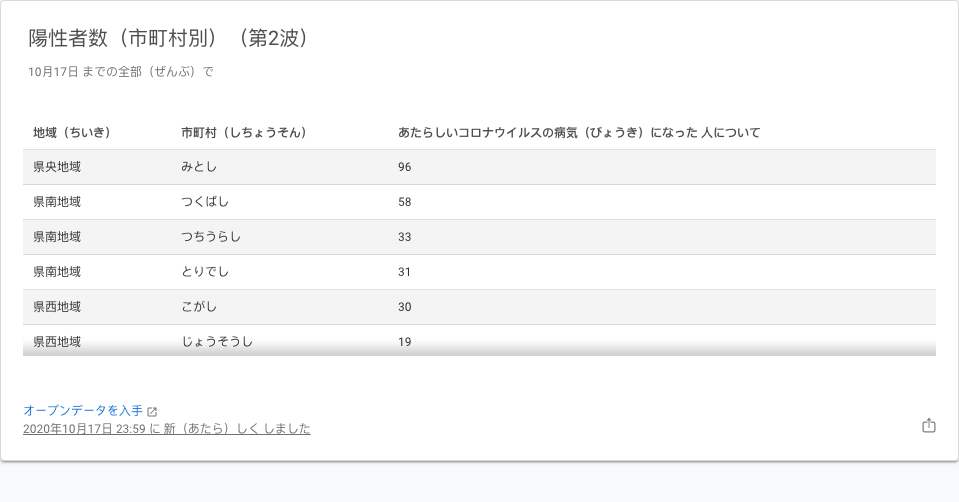 陽性者数（市町村別）（第2波）
10月17日 までの全部（ぜんぶ）で
地域（ちいき） 市町村（しちょうそん） あたらしいコロナウイルスの病気（びょうき）になった 人について
県央地域 みとし 96
県南地域 つくばし 58
県南地域 つちうらし 33
県南地域 とりでし 31
県西地域 こがし 30
県西地域 じょうそうし 19
オープンデータを入手
2020年10月17日 23:59 に 新（あたら）しく しました